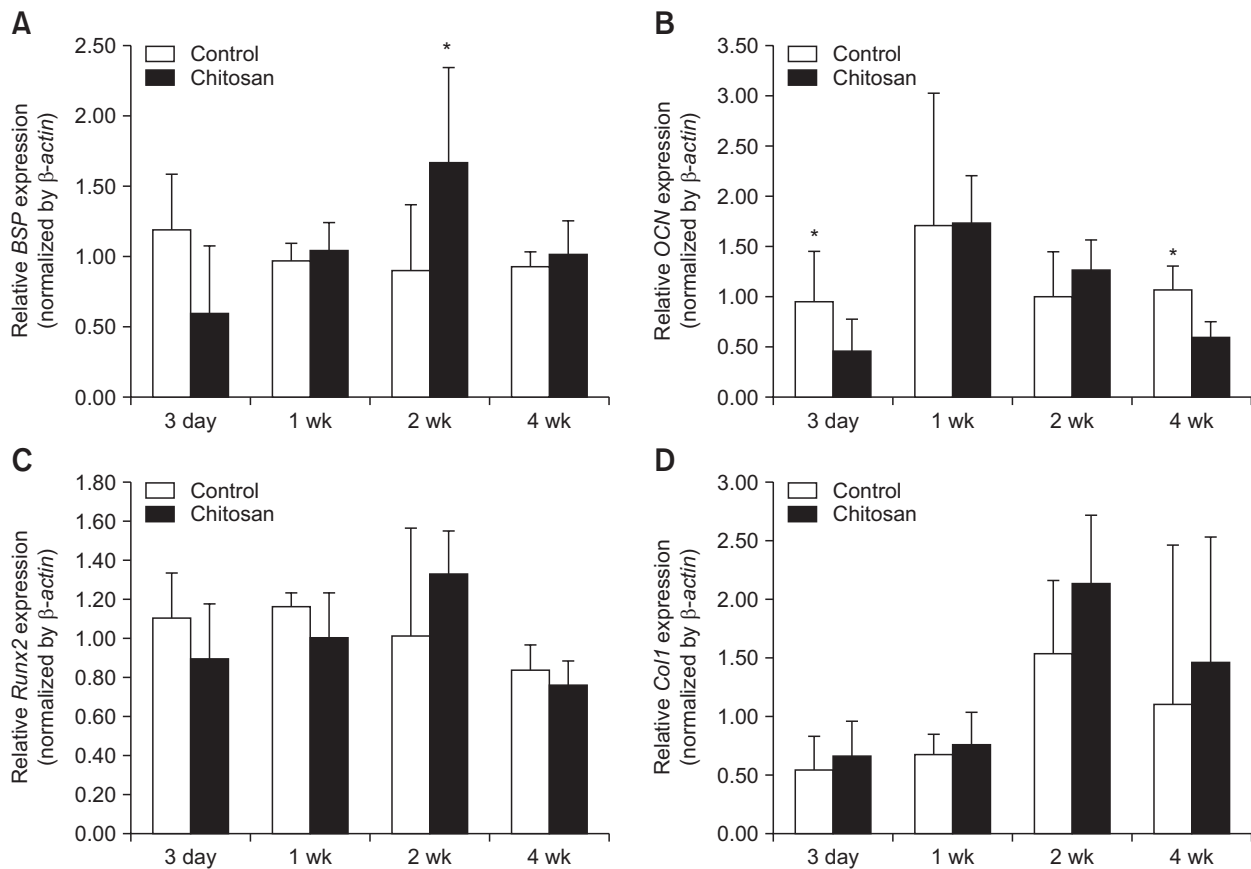 A
Relative BSP expression
(normalized by β-actin)
2.50
2.00
1.50
1.00
0.50
0.00
Control
Chitosan
*
3 day 1 wk 2 wk 4 wk
B
Relative OCN expression
(normalized by β-actin)
3.50
3.00
2.50
2.00
1.50
1.00
0.50
0.00
Control
Chitosan
*
*
3 day 1 wk 2 wk 4 wk
C
Relative Runx2 expression
(normalized by β-actin)
1.80
1.60
1.40
1.20
1.00
0.80
0.60
0.40
0.20
0.00
Control
Chitosan
3 day 1 wk 2 wk 4 wk
D
Relative Col1 expression
(normalized by β-actin)
3.00
2.50
2.00
1.50
1.00
0.50
0.00
Control
Chitosan
3 day 1 wk 2 wk 4 wk